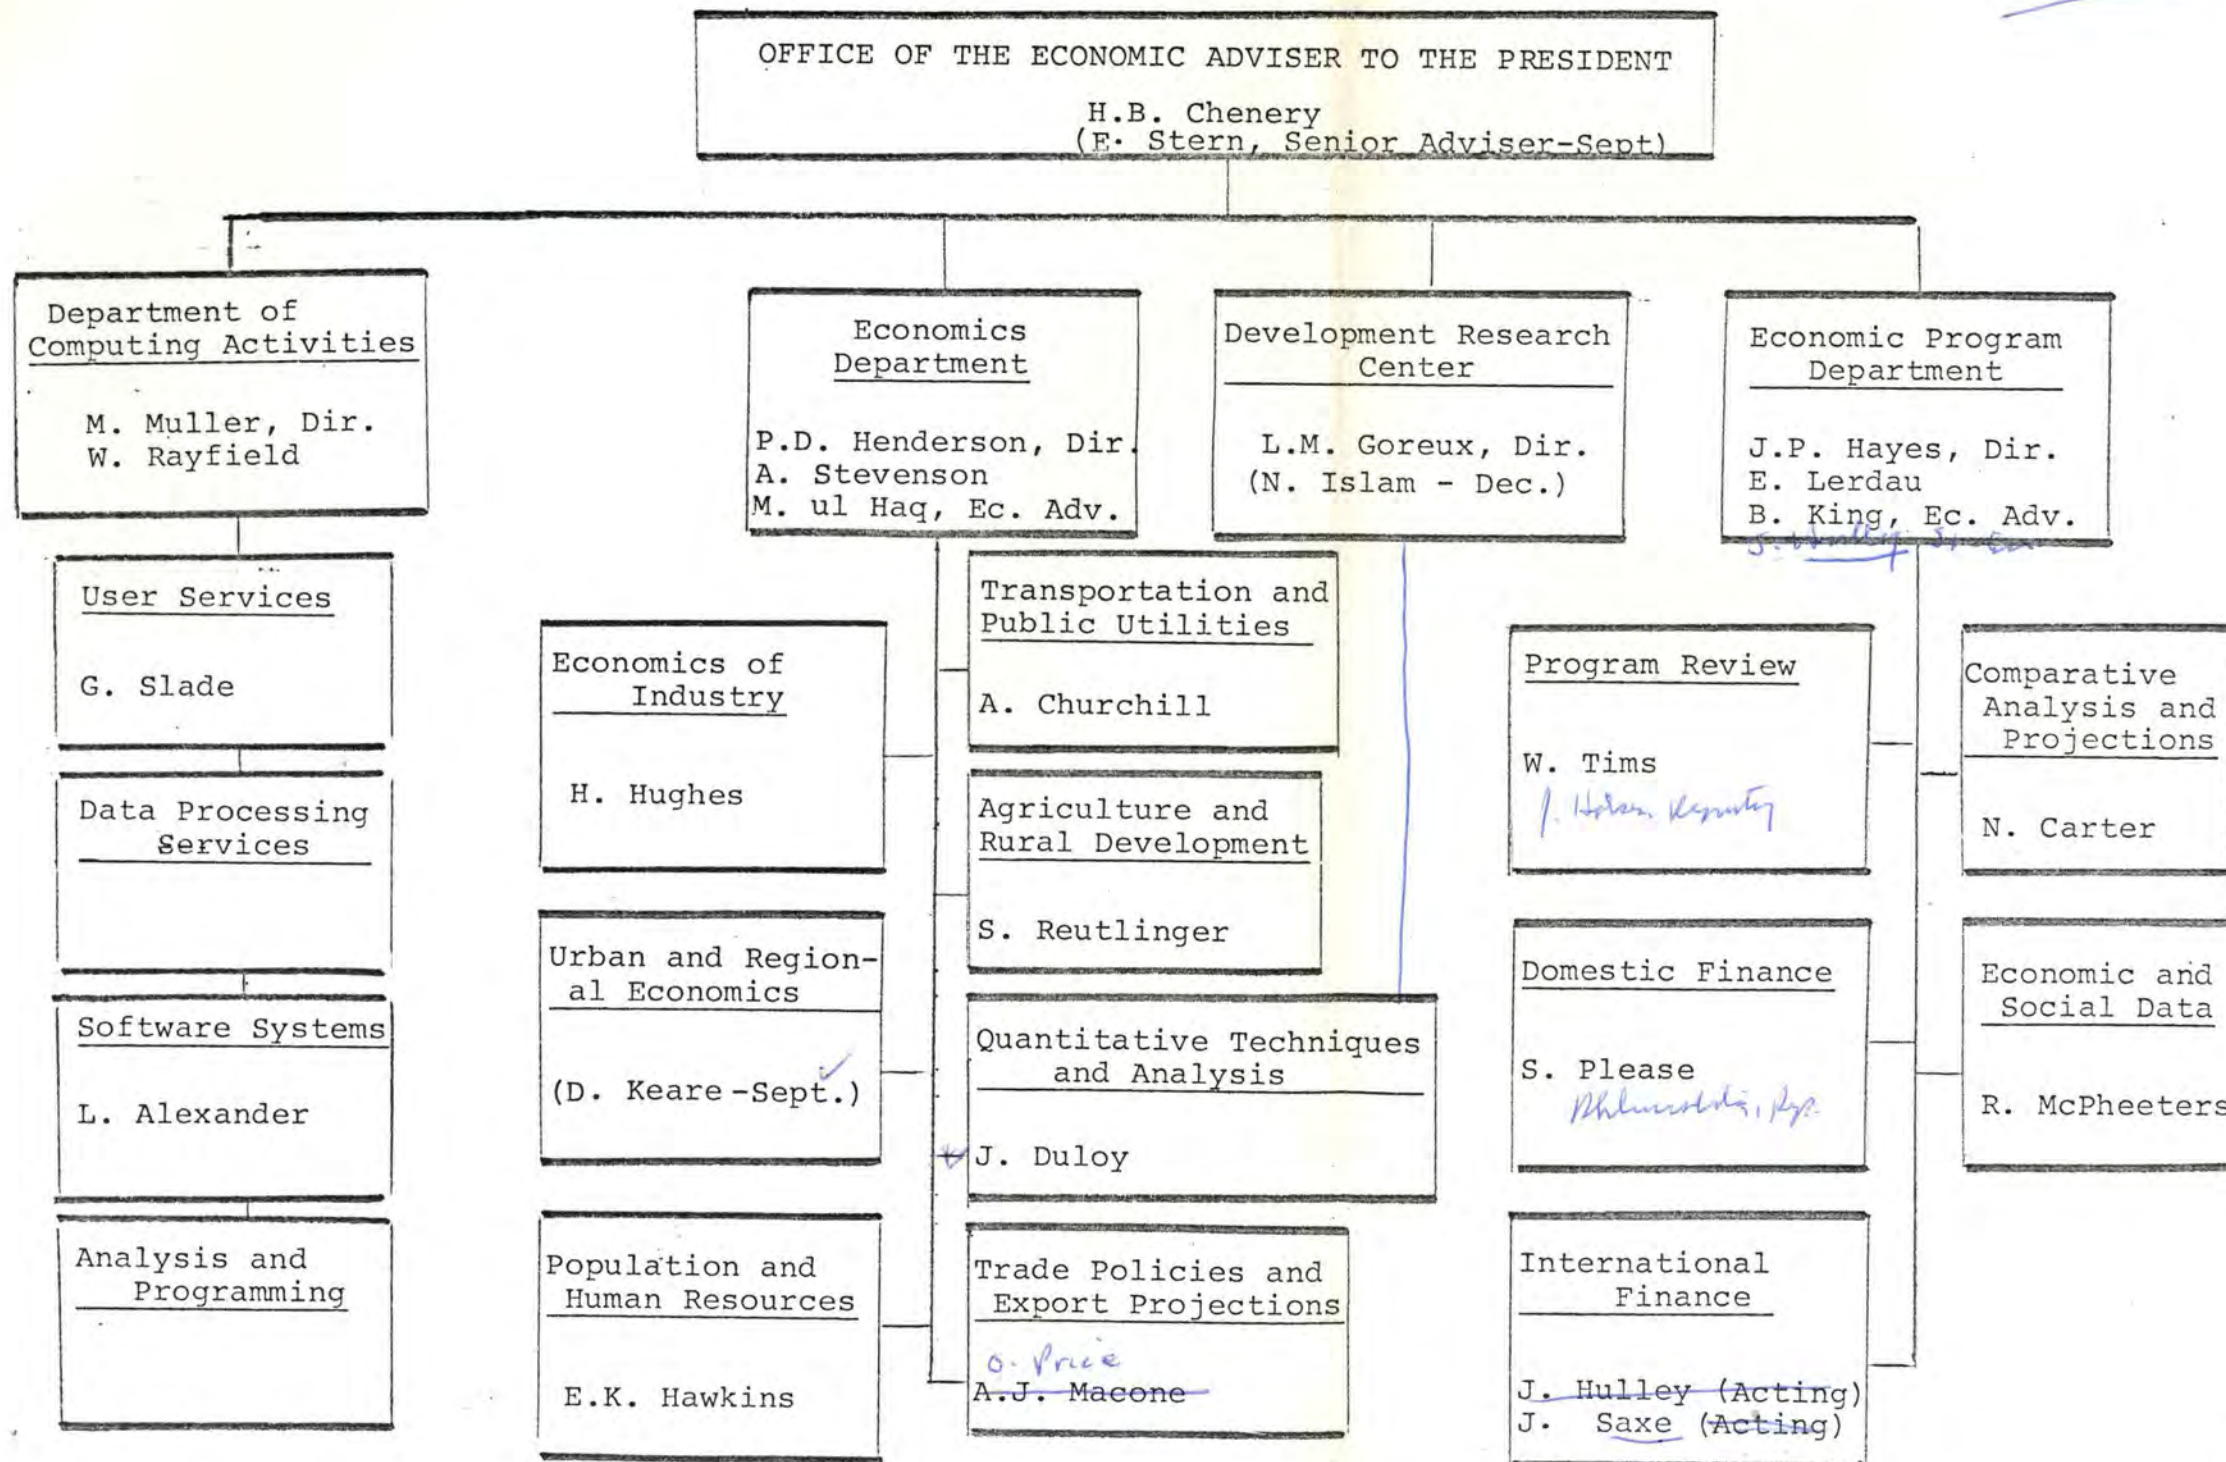 OFFICE OF THE ECONOMIC ADVISER TO THE PRESIDENT
H.B. Chenery
(E. Stern, Senior Adviser-Sept)
Department of
Computing Activities
M. Muller, Dir.
W. Rayfield
Economics
Department
P.D. Henderson, Dir.
A. Stevenson
M. ul Haq, Ec. Adv.
Development Research
Center
L.M. Goreux, Dir.
(N. Islam - Dec.)
Economic Program
Department
J.P. Hayes, Dir.
E. Lerdau
B. King, Ec. Adv.
User Services
G. Slade
Data Processing
Services
Software Systems
L. Alexander
Analysis and
Programming
Economics of
Industry
H. Hughes
Urban and Region-
al Economics
(D. Keare-Sept.)
Population and
Human Resources
E.K. Hawkins
Transportation and
Public Utilities
A. Churchill
Agriculture and
Rural Development
S. Reutlinger
Quantitative Techniques
and Analysis
J. Duloy
Trade Policies and
Export Projections
O. Price
A.J. Macone
Program Review
W. Tims
Domestic Finance
S. Please
International
Finance
J. Hulley (Acting)
J. Saxe (Acting)
Comparative
Analysis and
Projections
N. Carter
Economic and
Social Data
R. McPheeters